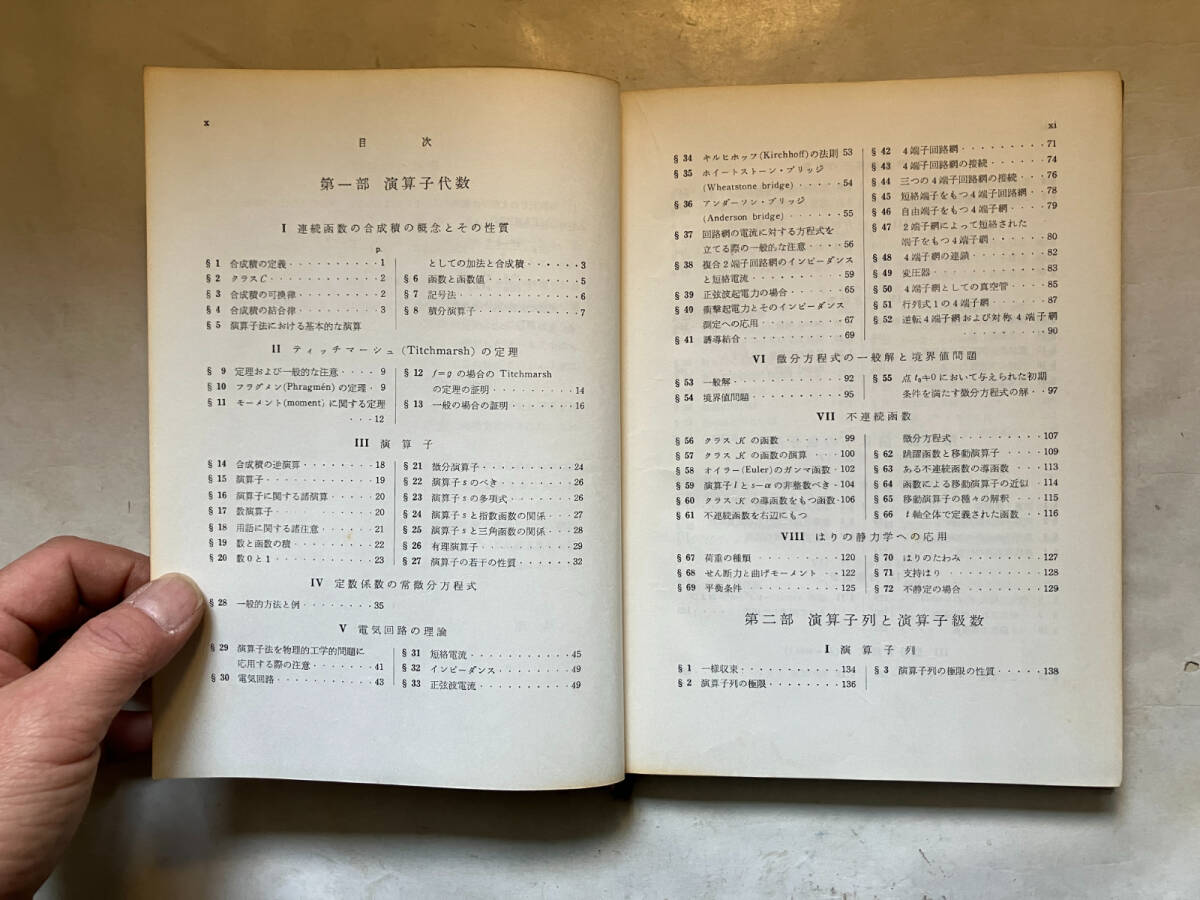 x
目 次
第一部 演算子代数
I 連続函数の合成積の概念とその性質
p.
§ 1 合成積の定義・・・・・・・・・1
§ 2 クラスC・・・・・・・・・・・2
§ 3 合成積の可換律・・・・・・・・2
§ 4 合成積の結合律・・・・・・・・3
§ 5 演算子法における基本的な演算
としての加法と合成積・・・・・・3
§ 6 函数と函数値・・・・・・・・・5
§ 7 記号法・・・・・・・・・・・・6
§ 8 積分演算子・・・・・・・・・・7
II ティッチマーシュ(Titchmarsh)の定理
§ 9 定理および一般的な注意・・・・9
§ 10 フラグメン(Phragmén)の定理・9
§ 11 モーメント(moment)に関する定理
・・・12
§ 12 f=g の場合の Titchmarsh
の定理の証明・・・・・・・・・14
§ 13 一般の場合の証明・・・・・・・16
III 演算子
§ 14 合成積の逆演算・・・・・・・・18
§ 15 演算子・・・・・・・・・・・・19
§ 16 演算子に関する諸演算・・・・・20
§ 17 数演算子・・・・・・・・・・・20
§ 18 用語に関する諸注意・・・・・・21
§ 19 数と函数の積・・・・・・・・・22
§ 20 数0と1・・・・・・・・・・・23
§ 21 微分演算子・・・・・・・・・・24
§ 22 演算子sのべき・・・・・・・・26
§ 23 演算子sの多項式・・・・・・・26
§ 24 演算子sと指数函数の関係・・・27
§ 25 演算子sと三角函数の関係・・・28
§ 26 有理演算子・・・・・・・・・・29
§ 27 演算子の若干の性質・・・・・・32
IV 定数係数の常微分方程式
§ 28 一般的方法と例・・・・・・・・35
V 電気回路の理論
§ 29 演算子法を物理的工学的問題に
応用する際の注意・・・・・・・41
§ 30 電気回路・・・・・・・・・・・43
§ 31 短絡電流・・・・・・・・・・・45
§ 32 インピーダンス・・・・・・・・49
§ 33 正弦波電流・・・・・・・・・・49
xi
§ 34 キルヒホッフ(Kirchhoff)の法則 53
§ 35 ホイートストーン・ブリッジ
(Wheatstone bridge)・・・・・54
§ 36 アンダーソン・ブリッジ
(Anderson bridge)・・・・・・55
§ 37 回路網の電流に対する方程式を
立てる際の一般的な注意・・・・56
§ 38 複合2端子回路網のインピーダンス
と短絡電流・・・・・・・・・・59
§ 39 正弦波起電力の場合・・・・・・65
§ 40 衝撃起電力とそのインピーダンス
測定への応用・・・・・・・・・67
§ 41 誘導結合・・・・・・・・・・・69
§ 42 4端子回路網・・・・・・・・・71
§ 43 4端子回路網の接続・・・・・・74
§ 44 三つの4端子回路網の接続・・・76
§ 45 短絡端子をもつ4端子回路網・・78
§ 46 自由端子をもつ4端子網・・・・79
§ 47 2端子網によって短絡された
端子をもつ4端子網・・・・・・80
§ 48 4端子網の連鎖・・・・・・・・82
§ 49 変圧器・・・・・・・・・・・・83
§ 50 4端子網としての真空管・・・・85
§ 51 行列式1の4端子網・・・・・・87
§ 52 逆転4端子網および対称4端子網
・・・・・・90
VI 微分方程式の一般解と境界値問題
§ 53 一般解・・・・・・・・・・・・92
§ 54 境界値問題・・・・・・・・・・95
§ 55 点 t₀≠0 において与えられた初期
条件を満たす微分方程式の解・・97
VII 不連続函数
§ 56 クラス K の函数・・・・・・・99
§ 57 クラス K の函数の演算・・・・100
§ 58 オイラー(Euler)のガンマ函数・102
§ 59 演算子 l と s−α の非整数べき・104
§ 60 クラス K の導函数をもつ函数・106
§ 61 不連続函数を右辺にもつ
微分方程式・・・・・・・・・・107
§ 62 跳躍函数と移動演算子・・・・・109
§ 63 ある不連続函数の導函数・・・・113
§ 64 函数による移動演算子の近似・・114
§ 65 移動演算子の種々の解釈・・・・115
§ 66 t 軸全体で定義された函数・・・116
VIII はりの静力学への応用
§ 67 荷重の種類・・・・・・・・・・120
§ 68 せん断力と曲げモーメント・・・122
§ 69 平衡条件・・・・・・・・・・・125
§ 70 はりのたわみ・・・・・・・・・127
§ 71 支持はり・・・・・・・・・・・128
§ 72 不静定の場合・・・・・・・・・129
第二部 演算子列と演算子級数
I 演算子列
§ 1 一様収束・・・・・・・・・・・134
§ 2 演算子列の極限・・・・・・・・136
§ 3 演算子列の極限の性質・・・・・138